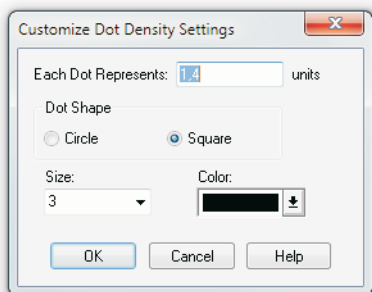 Customize Dot Density Settings
Each Dot Represents: 1,4 units
Dot Shape
Circle Square
Size: Color:
3
OK Cancel Help